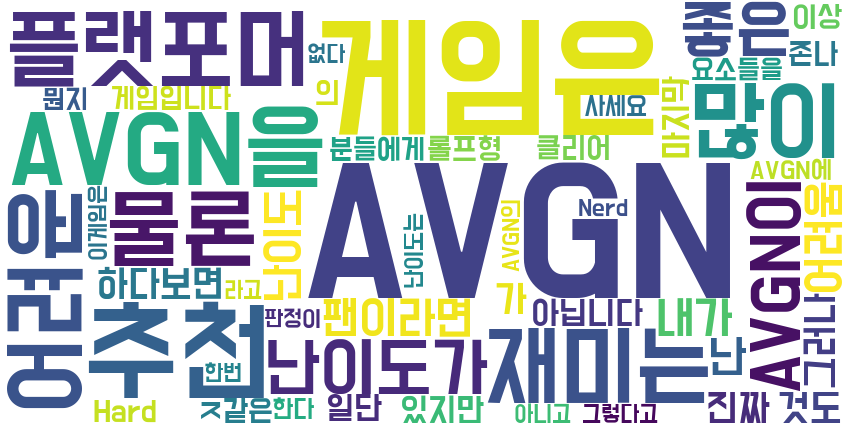 플랫포머
없다
게임은
좋은
이상
존나
요소들을
뭔지
게임입니다
의
사세요
마지막
많이
AVGN을
분들에게
롤프형
클리어
AVGN에
어려운
이게임은
물론
난이도
난이도는
AVGN
AVGN의
Nerd
AVGN이
어려움
하다보면
라고
판정이
팬이라면
가
아닙니다
내가
그러나
추천
한번
난이도가
재미는
난
Hard
ㅈ같은
한다
일단
있지만
아니고
그렇다고
진짜
것도